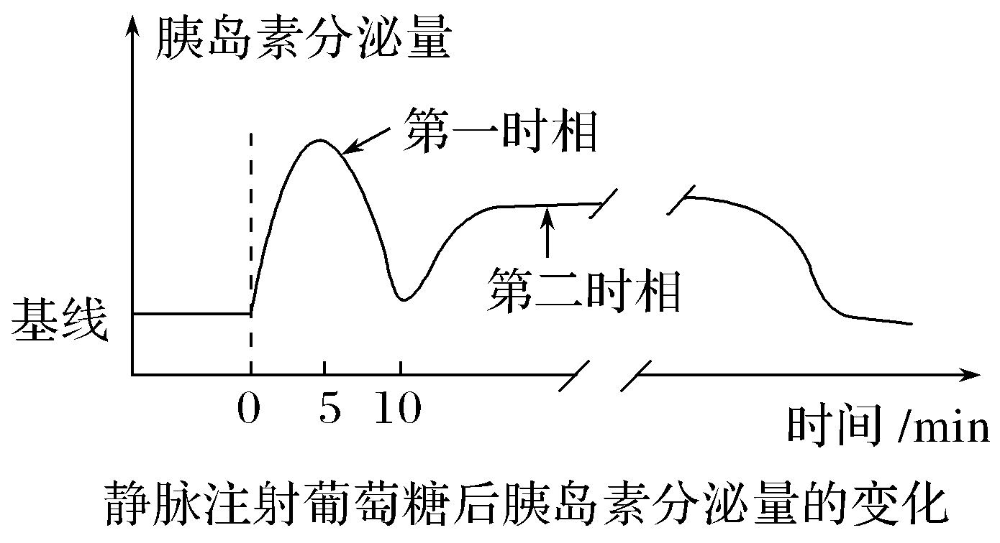 胰岛素分泌量
第一时相
第二时相
基线
0 5 10
时间/min
静脉注射葡萄糖后胰岛素分泌量的变化